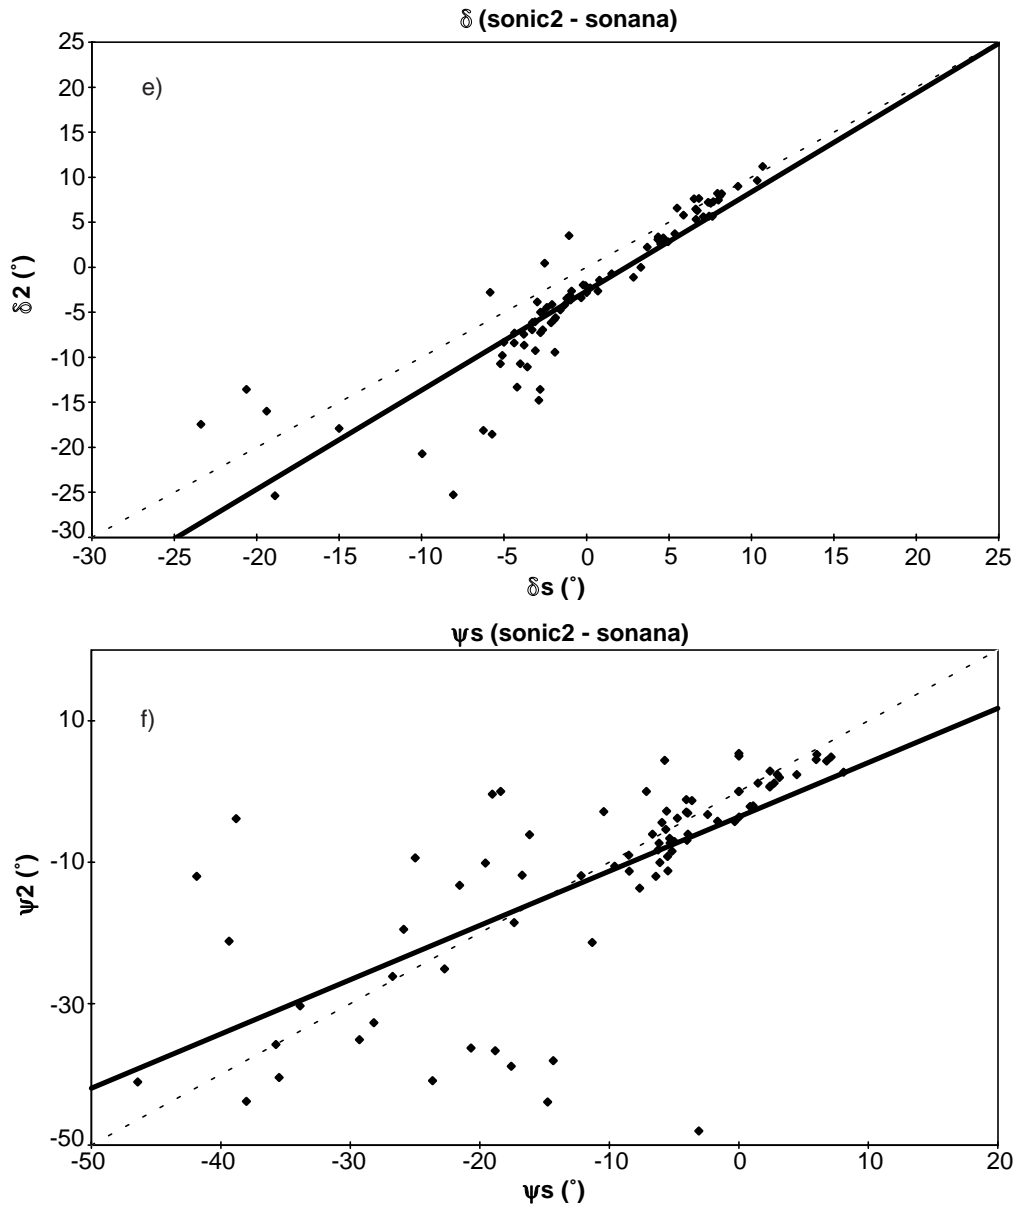 δ (sonic2 - sonana)
25
20
15
10
5
0
-5
-10
-15
-20
-25
-30
e)
δ2 (˚)
-30 -25 -20 -15 -10 -5 0 5 10 15 20 25
δs (˚)
ψs (sonic2 - sonana)
10
-10
-30
-50
f)
ψ2 (˚)
-50 -40 -30 -20 -10 0 10 20
ψs (˚)